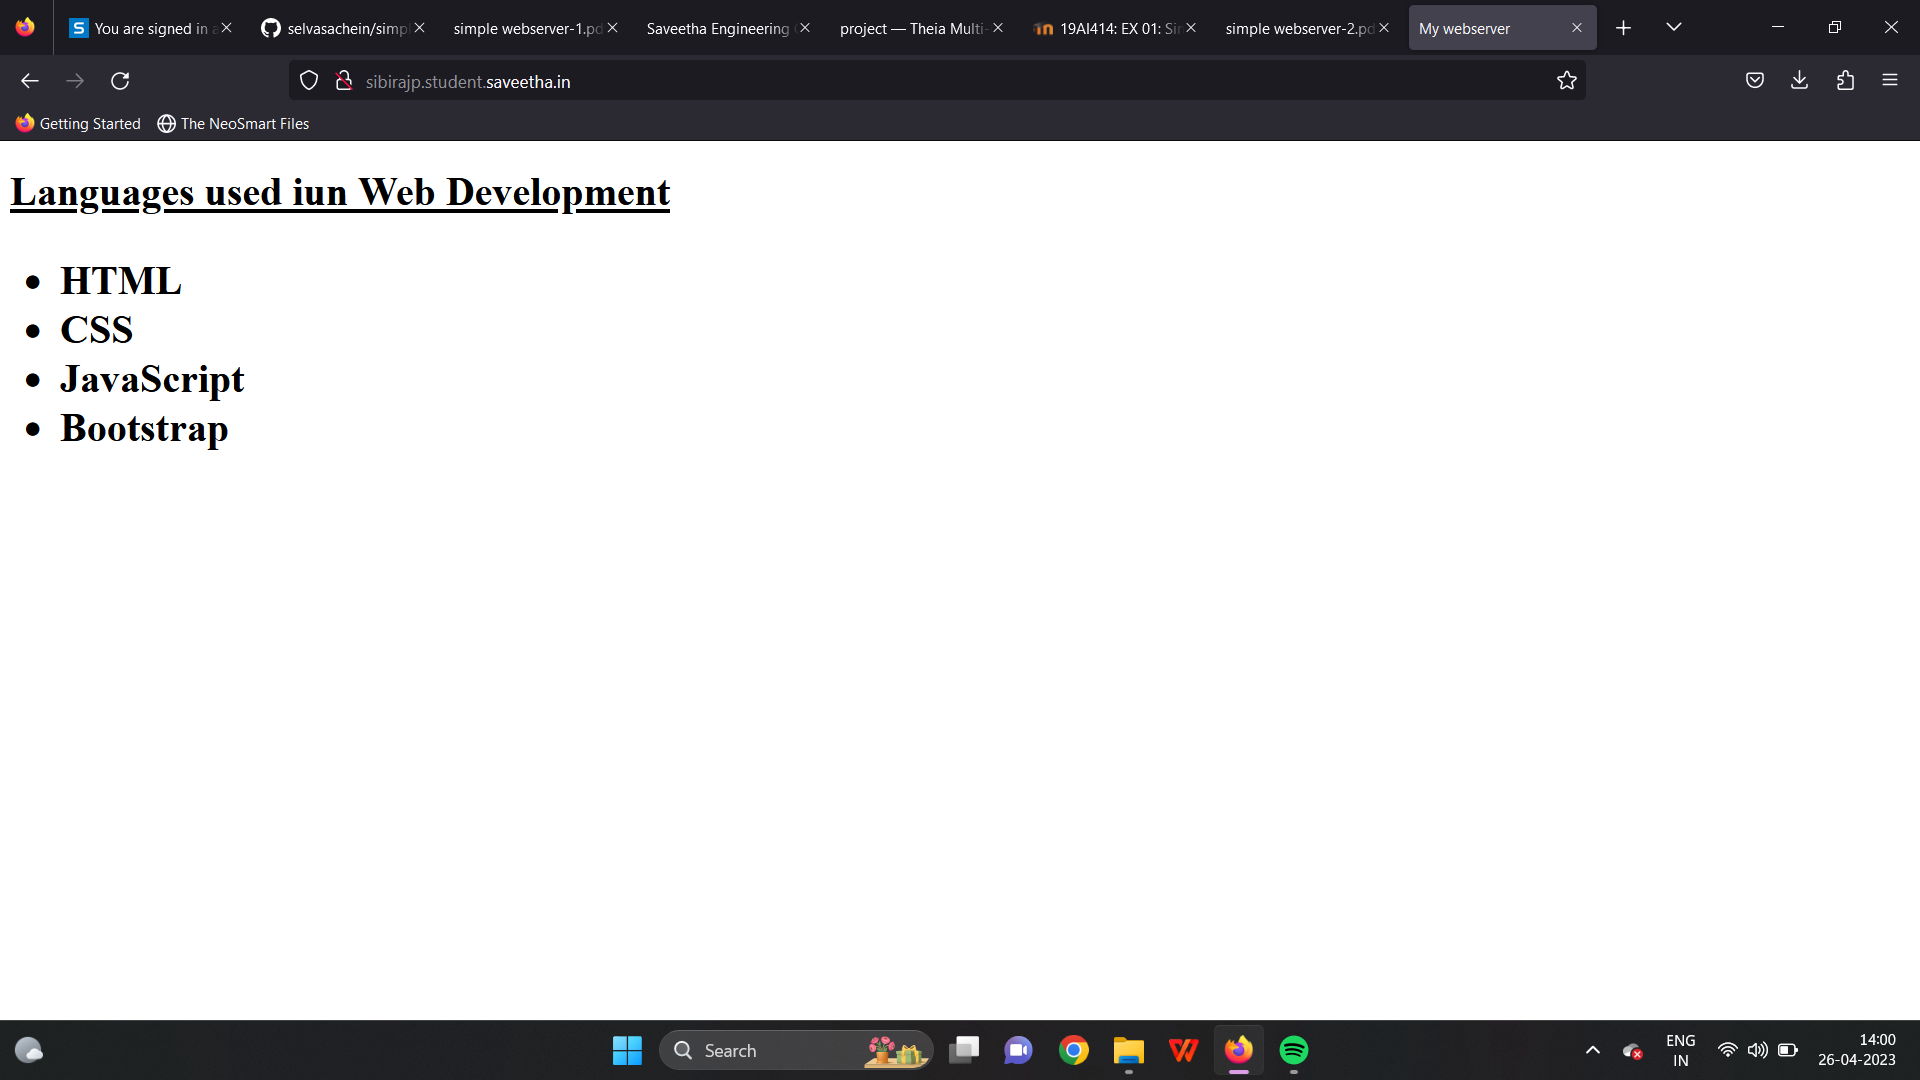 You are signed in a
selvasachein/simp
simple webserver-1.pd
Saveetha Engineering
project — Theia Multi-
19AI414: EX 01: Sir
simple webserver-2.pd
My webserver
sibirajp.student.saveetha.in
Getting Started
The NeoSmart Files
Languages used iun Web Development
• HTML
• CSS
• JavaScript
• Bootstrap
Search
ENG
IN
14:00
26-04-2023